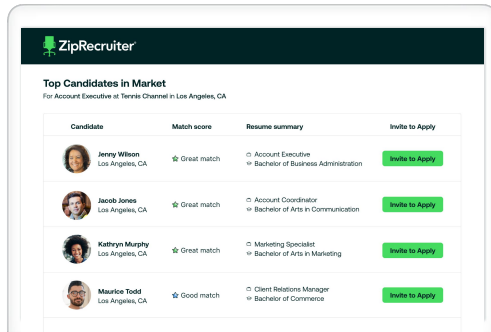 ZipRecruiter
Top Candidates in Market
For Account Executive at Tennis Channel in Los Angeles, CA
Candidate Match score Resume summary Invite to Apply
Jenny Wilson
Los Angeles, CA
Great match
Account Executive
Bachelor of Business Administration
Invite to Apply
Jacob Jones
Los Angeles, CA
Great match
Account Coordinator
Bachelor of Arts in Communication
Invite to Apply
Kathryn Murphy
Los Angeles, CA
Great match
Marketing Specialist
Bachelor of Arts in Marketing
Invite to Apply
Maurice Todd
Los Angeles, CA
Good match
Client Relations Manager
Bachelor of Commerce
Invite to Apply